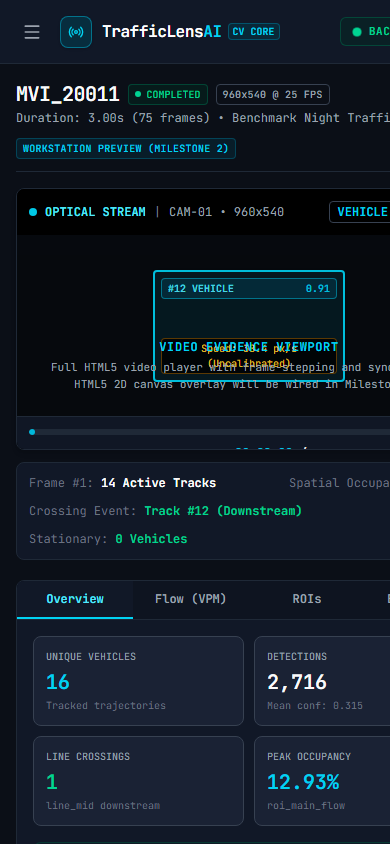 TrafficLensAI CV CORE BAC
MVI_20011 COMPLETED 960x540 @ 25 FPS
Duration: 3.00s (75 frames) • Benchmark Night Traffi
WORKSTATION PREVIEW (MILESTONE 2)
OPTICAL STREAM | CAM-01 • 960x540 VEHICLE
#12 VEHICLE 0.91
VIDEO EVIDENCE VIEWPORT
(Uncalibrated)
Full HTML5 video player with frame stepping and sync
HTML5 2D canvas overlay will be wired in Milesto
Frame #1: 14 Active Tracks Spatial Occupa
Crossing Event: Track #12 (Downstream)
Stationary: 0 Vehicles
Overview Flow (VPM) ROIs
UNIQUE VEHICLES
16
Tracked trajectories
DETECTIONS
2,716
Mean conf: 0.315
LINE CROSSINGS
1
line_mid downstream
PEAK OCCUPANCY
12.93%
roi_main_flow